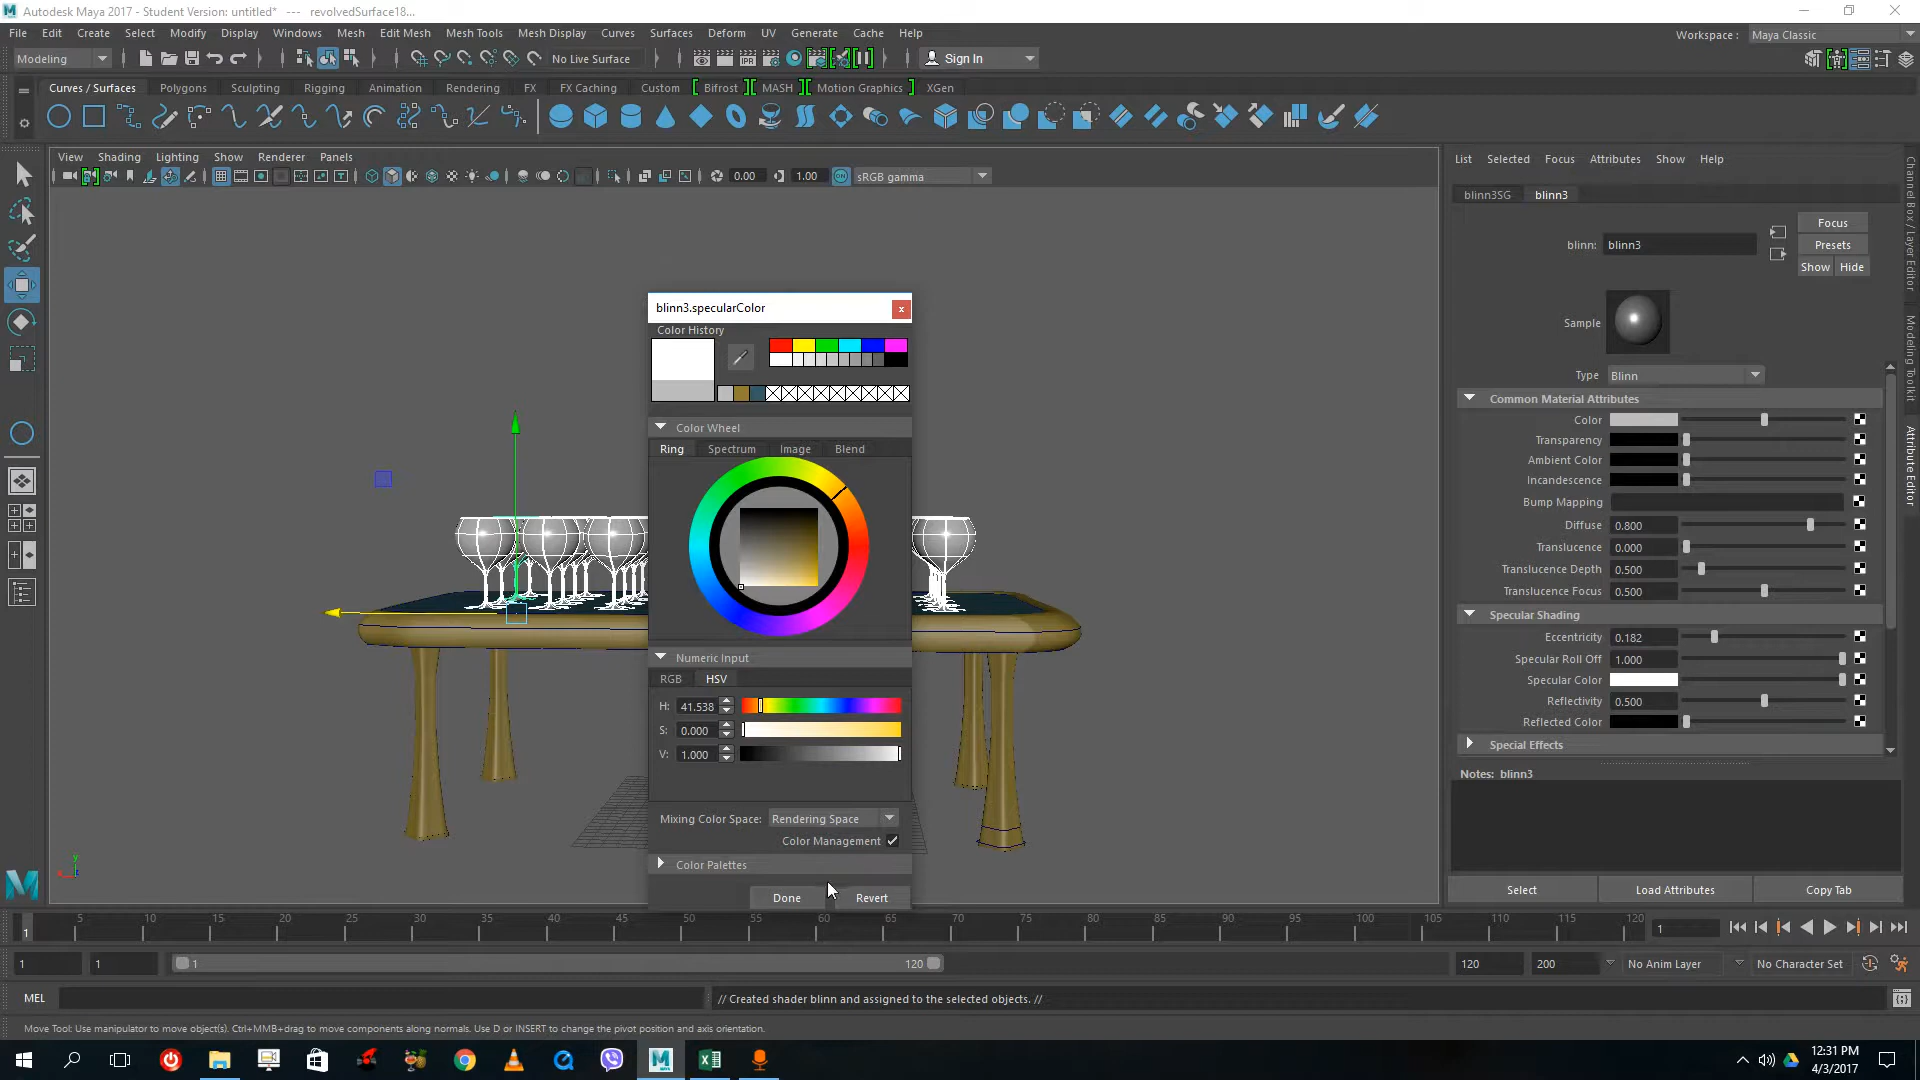 Autodesk Maya 2017 - Student Version: untitled*   ---   revolvedSurface18...
File Edit Create Select Modify Display Windows Mesh Edit Mesh Mesh Tools Mesh Display Curves Surfaces Deform UV Generate Cache Help
Workspace : Maya Classic
Modeling No Live Surface Sign In
Curves / Surfaces Polygons Sculpting Rigging Animation Rendering FX FX Caching Custom Bifrost MASH Motion Graphics XGen
View Shading Lighting Show Renderer Panels
0.00 1.00 sRGB gamma
blinn3.specularColor
Color History
Color Wheel
Ring Spectrum Image Blend
Numeric Input
RGB HSV
H: 41.538
S: 0.000
V: 1.000
Mixing Color Space: Rendering Space
Color Management
Color Palettes
Done Revert
List Selected Focus Attributes Show Help
blinn3SG blinn3
Focus
blinn: blinn3
Presets
Show Hide
Sample
Type Blinn
Common Material Attributes
Color
Transparency
Ambient Color
Incandescence
Bump Mapping
Diffuse 0.800
Translucence 0.000
Translucence Depth 0.500
Translucence Focus 0.500
Specular Shading
Eccentricity 0.182
Specular Roll Off 1.000
Specular Color
Reflectivity 0.500
Reflected Color
Special Effects
Notes: blinn3
Select Load Attributes Copy Tab
Channel Box / Layer Editor
Modeling Toolkit
Attribute Editor
5 10 15 20 25 30 35 40 45 50 55 60 65 70 75 80 85 90 95 100 105 110 115 120
1 1
1 1 1 120 120 200 No Anim Layer No Character Set
MEL // Created shader blinn and assigned to the selected objects. //
Move Tool: Use manipulator to move object(s). Ctrl+MMB+drag to move components along normals. Use D or INSERT to change the pivot position and axis orientation.
12:31 PM
4/3/2017